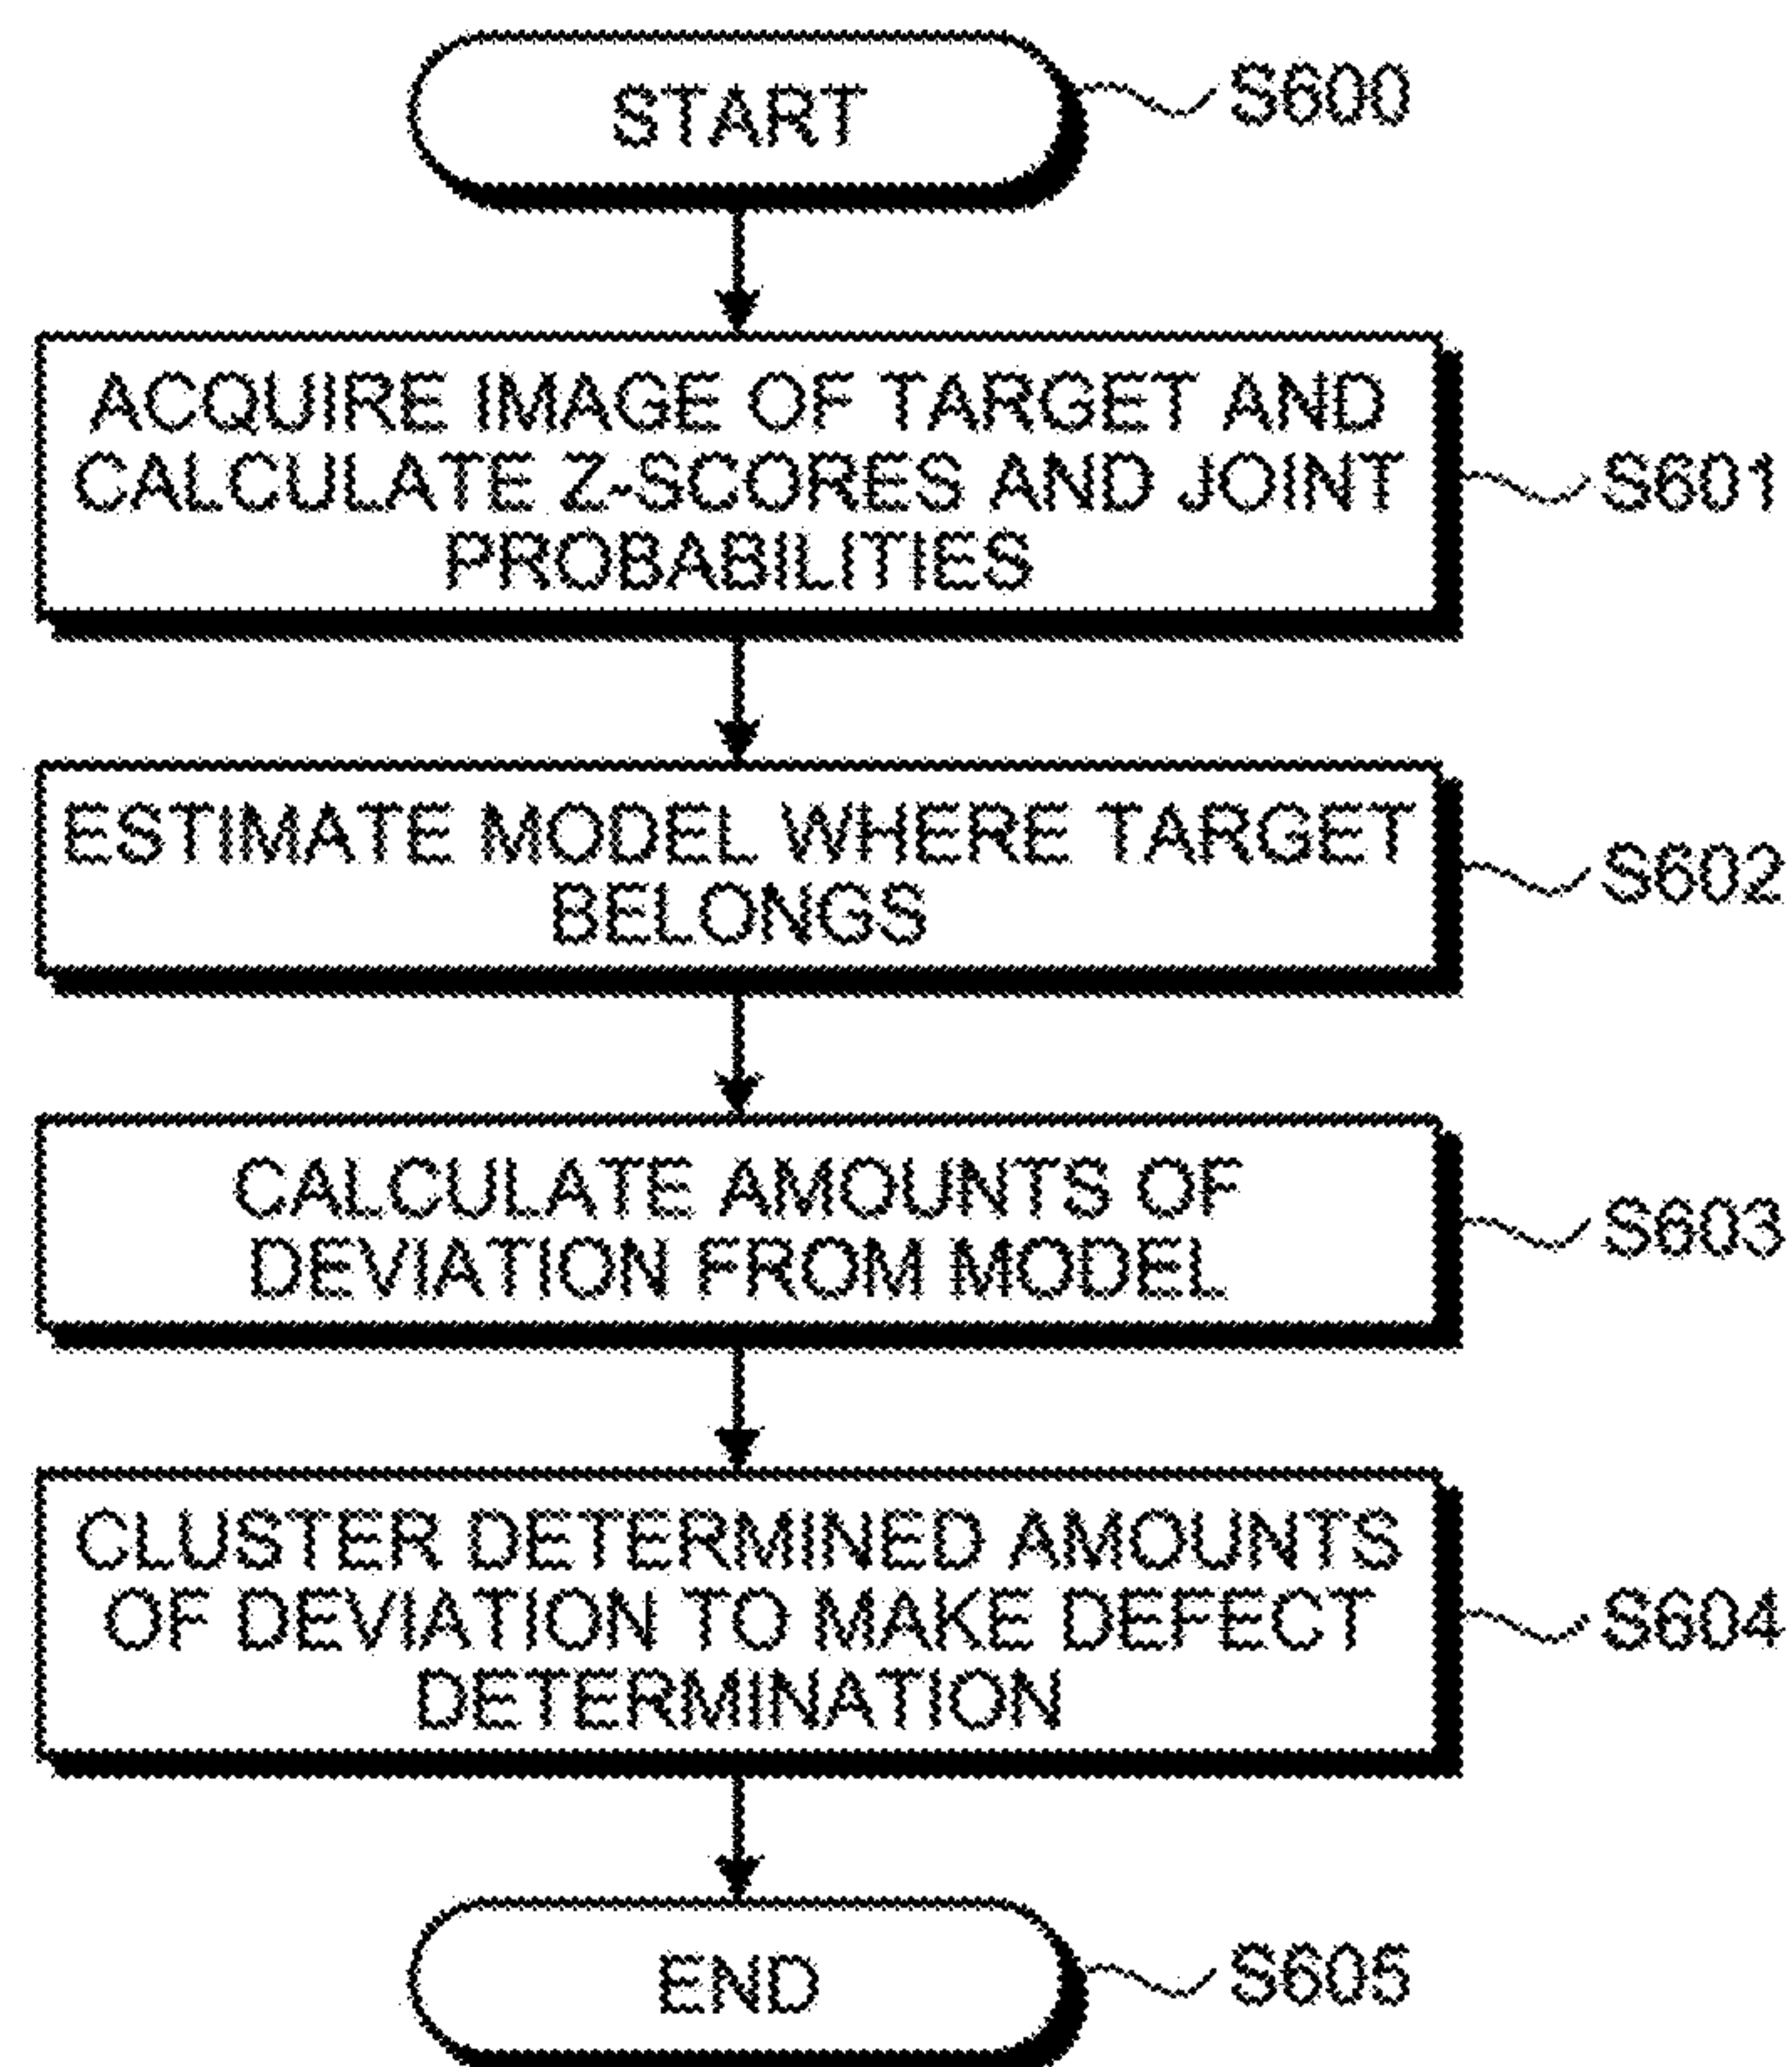 START
S600
ACQUIRE IMAGE OF TARGET AND
CALCULATE Z-SCORES AND JOINT
PROBABILITIES
S601
ESTIMATE MODEL WHERE TARGET
BELONGS
S602
CALCULATE AMOUNTS OF
DEVIATION FROM MODEL
S603
CLUSTER DETERMINED AMOUNTS
OF DEVIATION TO MAKE DEFECT
DETERMINATION
S604
END
S605